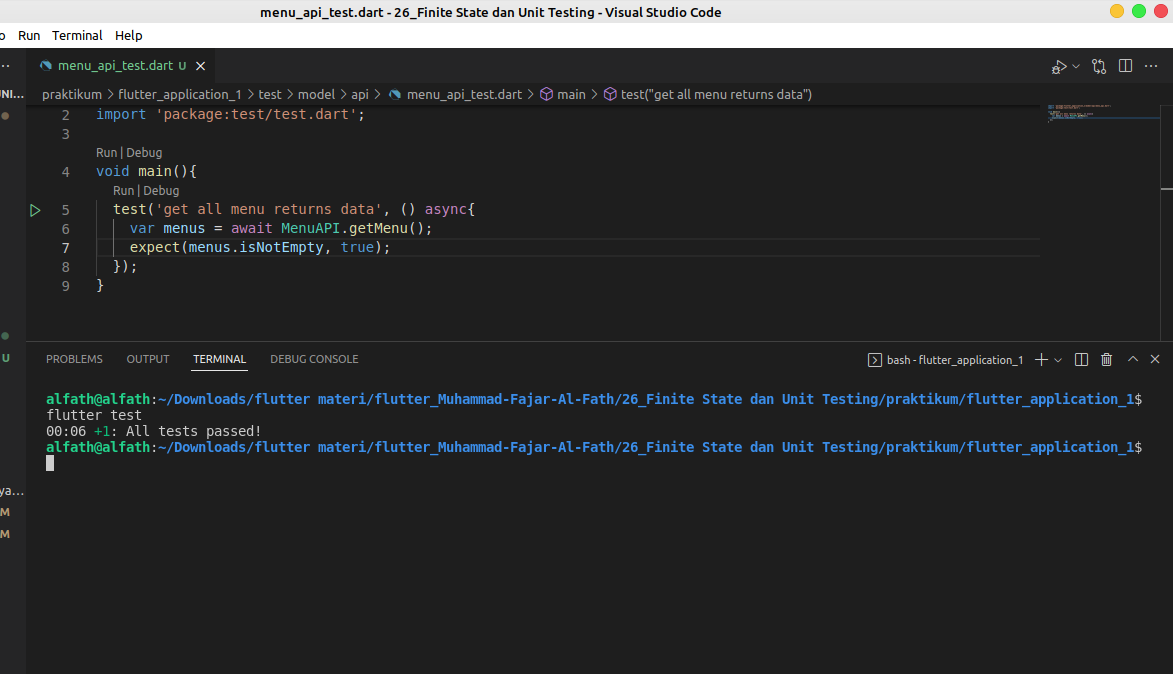 menu_api_test.dart - 26_Finite State dan Unit Testing - Visual Studio Code
o Run Terminal Help
menu_api_test.dart U
praktikum > flutter_application_1 > test > model > api > menu_api_test.dart > main > test("get all menu returns data")
NI...
2 import 'package:test/test.dart';
3
Run | Debug
4 void main(){
Run | Debug
5 test('get all menu returns data', () async{
6 var menus = await MenuAPI.getMenu();
7 expect(menus.isNotEmpty, true);
8 });
9 }
U
PROBLEMS OUTPUT TERMINAL DEBUG CONSOLE bash - flutter_application_1
alfath@alfath:~/Downloads/flutter materi/flutter_Muhammad-Fajar-Al-Fath/26_Finite State dan Unit Testing/praktikum/flutter_application_1$
flutter test
00:06 +1: All tests passed!
alfath@alfath:~/Downloads/flutter materi/flutter_Muhammad-Fajar-Al-Fath/26_Finite State dan Unit Testing/praktikum/flutter_application_1$
ya...
M
M